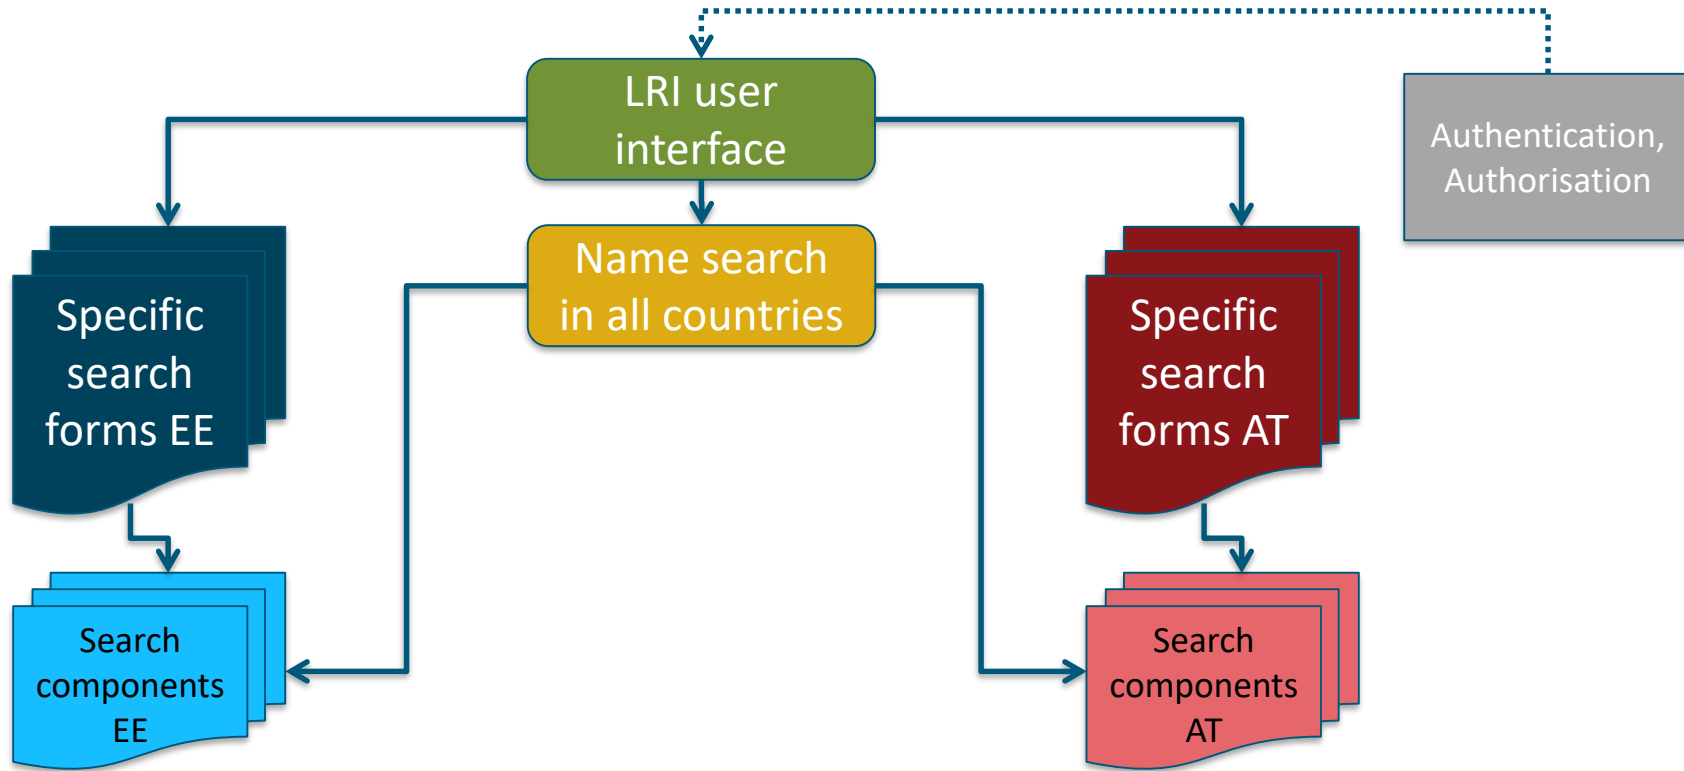 LRI user
interface
Authentication,
Authorisation
Name search
in all countries
Specific
search
forms EE
Specific
search
forms AT
Search
components
EE
Search
components
AT